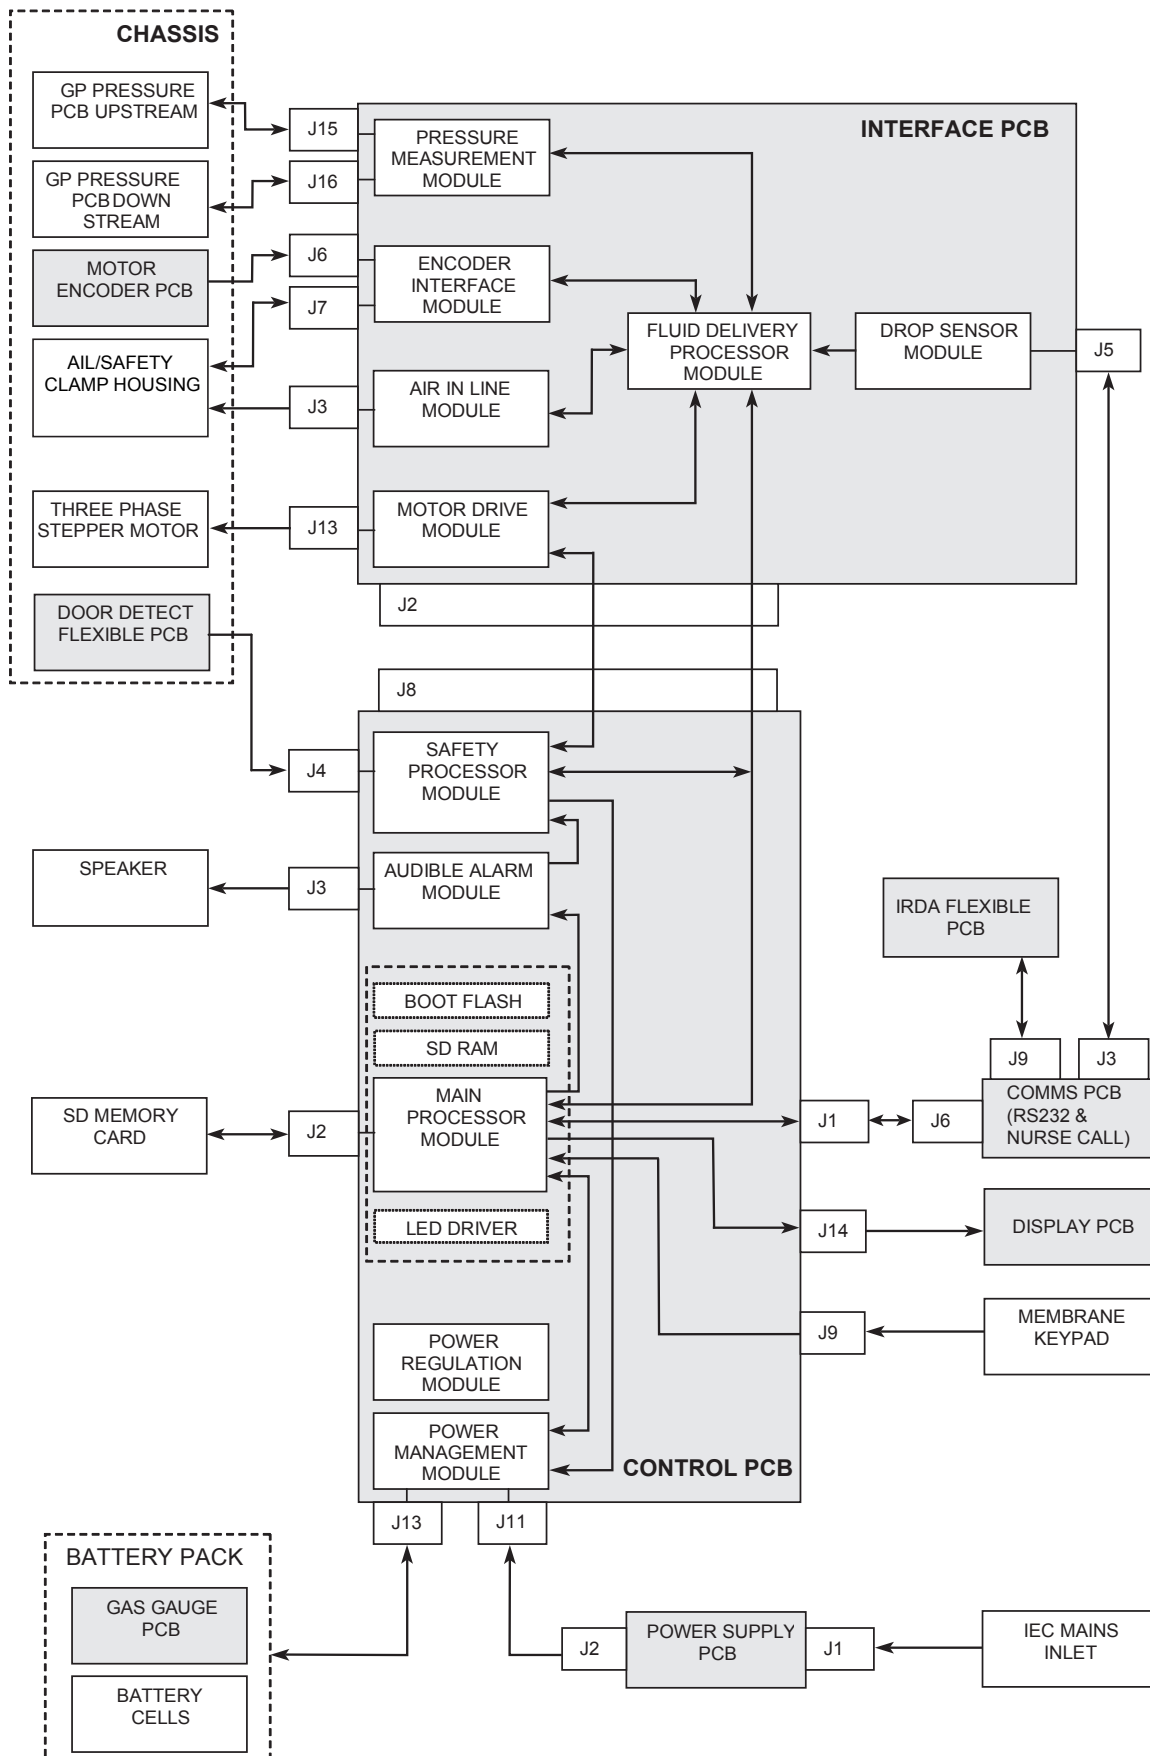 CHASSIS
GP PRESSURE
PCB UPSTREAM
GP PRESSURE
PCB DOWN
STREAM
MOTOR
ENCODER PCB
AIL/SAFETY
CLAMP HOUSING
THREE PHASE
STEPPER MOTOR
DOOR DETECT
FLEXIBLE PCB
J15
J16
J6
J7
J3
J13
INTERFACE PCB
PRESSURE
MEASUREMENT
MODULE
ENCODER
INTERFACE
MODULE
AIR IN LINE
MODULE
MOTOR DRIVE
MODULE
FLUID DELIVERY
PROCESSOR
MODULE
DROP SENSOR
MODULE
J5
J2
J8
SAFETY
PROCESSOR
MODULE
J4
SPEAKER
J3
AUDIBLE ALARM
MODULE
BOOT FLASH
SD RAM
MAIN
PROCESSOR
MODULE
LED DRIVER
SD MEMORY
CARD
J2
IRDA FLEXIBLE
PCB
J9
J3
COMMS PCB
(RS232 &
NURSE CALL)
J1
J6
J14
DISPLAY PCB
J9
MEMBRANE
KEYPAD
POWER
REGULATION
MODULE
POWER
MANAGEMENT
MODULE
CONTROL PCB
J13
J11
BATTERY PACK
GAS GAUGE
PCB
BATTERY
CELLS
J2
POWER SUPPLY
PCB
J1
IEC MAINS
INLET